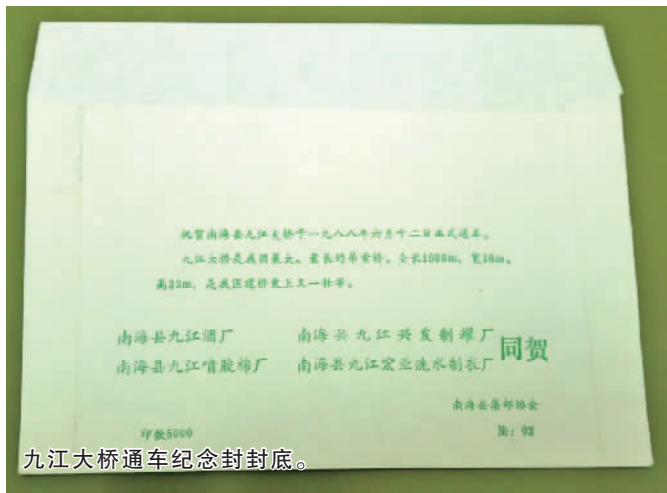 祝贺南海县九江大桥于一九八八年六月十二日正式通车。
九江大桥是我国最大、最长的吊索桥。全长1680m,宽16m。
高22m,是我国建桥史上又一壮举。
南海县九江酒厂 南海县九江兴发制罐厂
南海县九江喷胶棉厂 南海县九江宏业洗水制衣厂
同贺
南海县集邮协会
印数5000 NH:02
九江大桥通车纪念封封底。